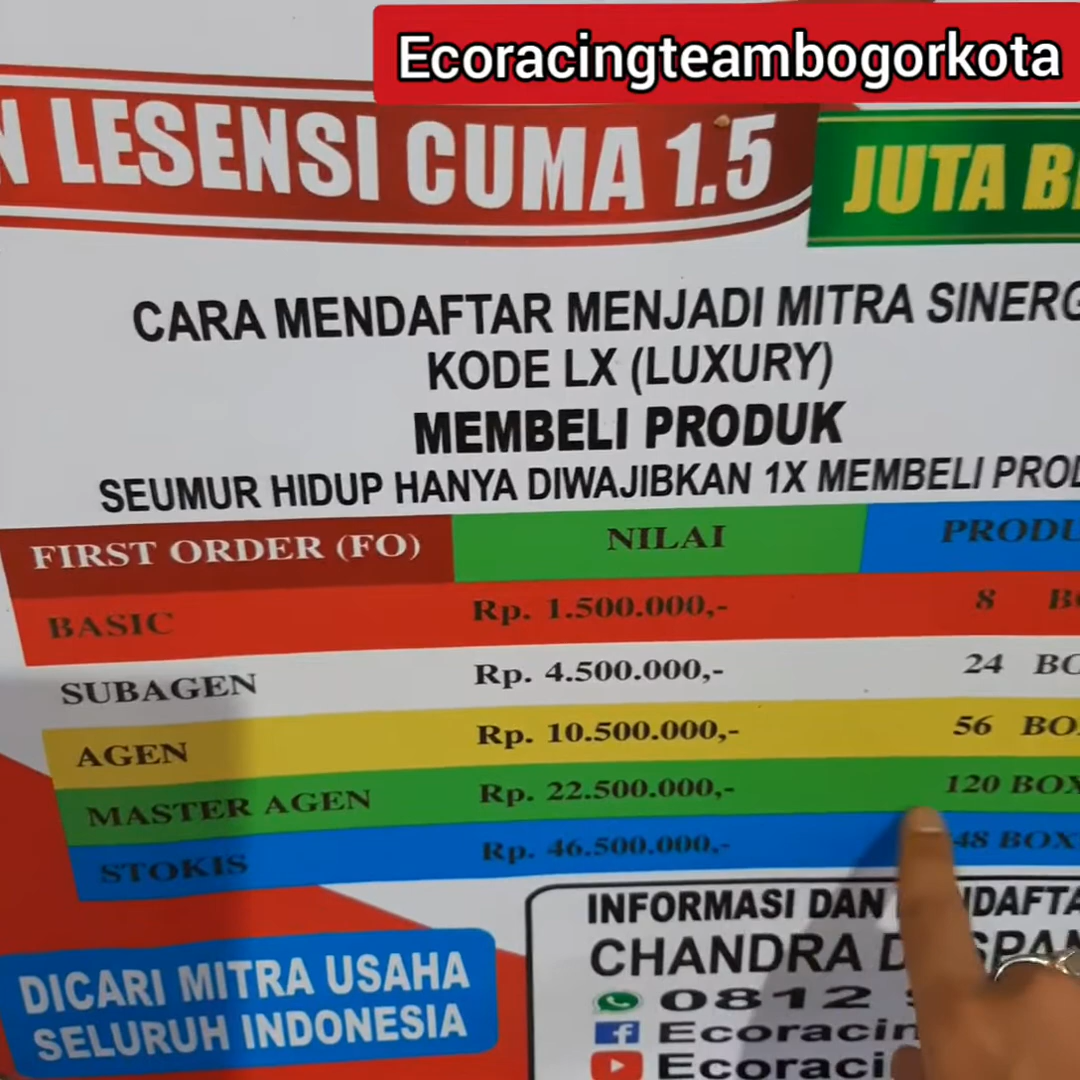 Ecoracingteambogorkota
LESENSI CUMA 1.5
JUTA
CARA MENDAFTAR MENJADI MITRA
KODE LX (LUXURY)
MEMBELI PRODUK
SEUMUR HIDUP HANYA DIWAJIBKAN 1X MEMBELI
FIRST ORDER (FO) NILAI
BASIC Rp. 1.500.000,- 8
SUBAGEN Rp. 4.500.000,- 24
AGEN Rp. 10.500.000,- 56
MASTER AGEN Rp. 22.500.000,- 120 BOX
STOKIS Rp. 46.500.000,- BOX
INFORMASI DAN
CHANDRA
0812
DICARI MITRA USAHA
SELURUH INDONESIA